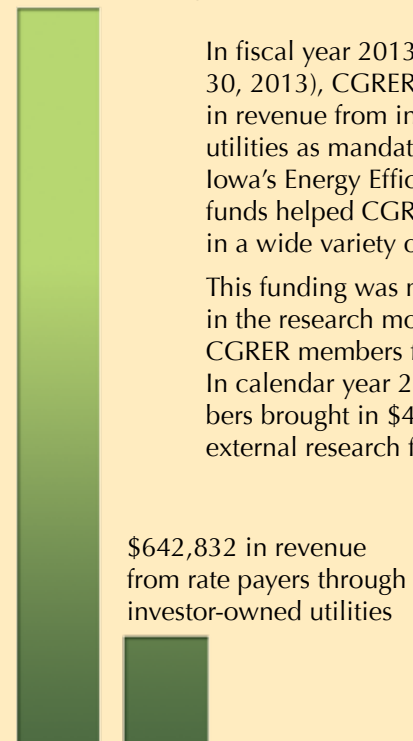 In fiscal year 2013
30, 2013), CGRER
in revenue from in
utilities as mandat
Iowa's Energy Effic
funds helped CGR
in a wide variety o
This funding was m
in the research mo
CGRER members f
In calendar year 2
bers brought in $4
external research f
$642,832 in revenue
from rate payers through
investor-owned utilities